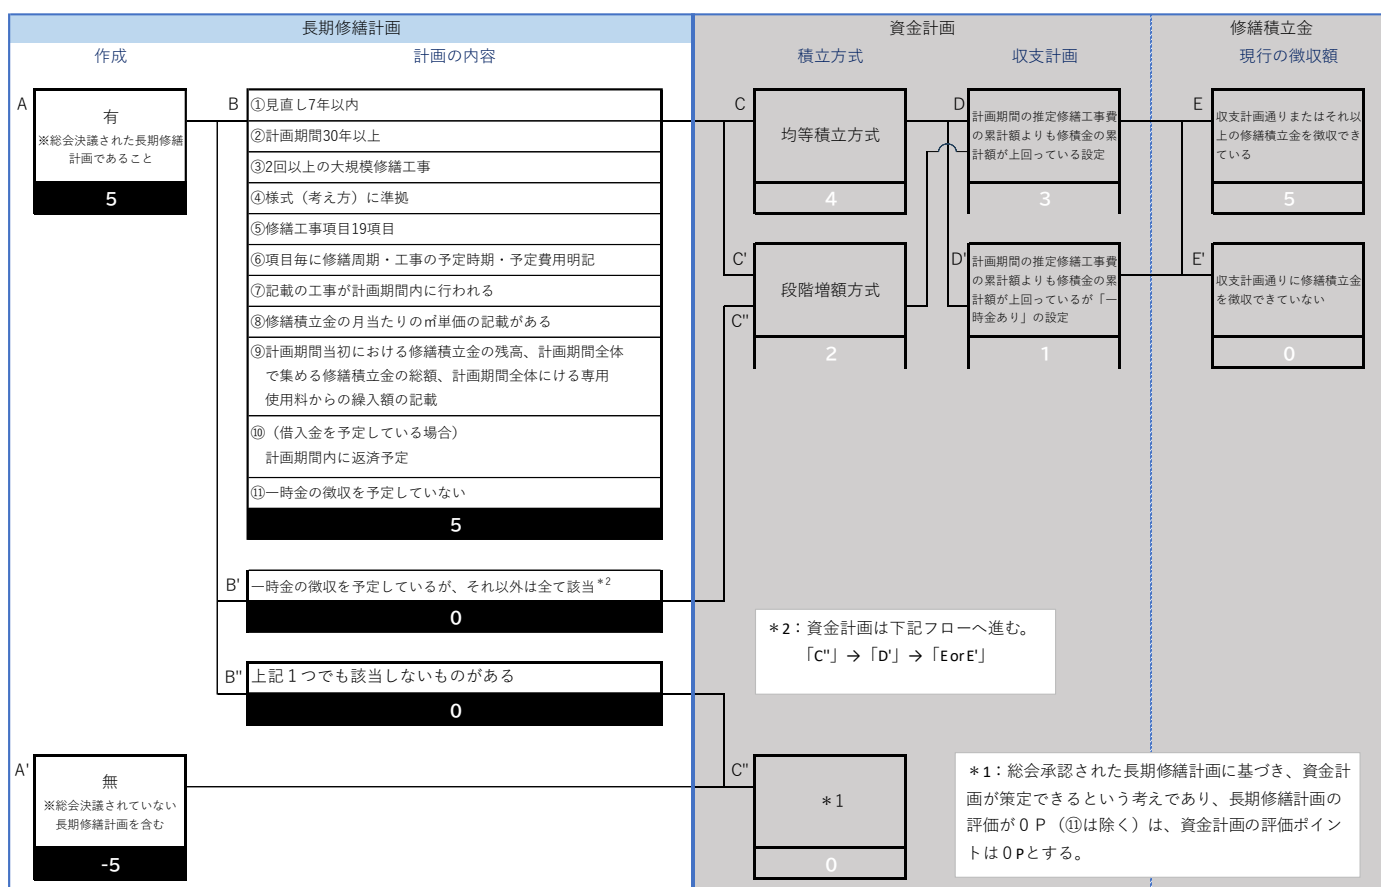 長期修繕計画
資金計画
修繕積立金
作成
計画の内容
積立方式
収支計画
現行の徴収額
A
有
※総会決議された長期修繕
計画であること
5
B
①見直し7年以内
②計画期間30年以上
③2回以上の大規模修繕工事
④様式（考え方）に準拠
⑤修繕工事項目19項目
⑥項目毎に修繕周期・工事の予定時期・予定費用明記
⑦記載の工事が計画期間内に行われる
⑧修繕積立金の月当たりの㎡単価の記載がある
⑨計画期間当初における修繕積立金の残高、計画期間全体
で集める修繕積立金の総額、計画期間全体にける専用
使用料からの繰入額の記載
⑩（借入金を予定している場合）
計画期間内に返済予定
⑪一時金の徴収を予定していない
5
B'
一時金の徴収を予定しているが、それ以外は全て該当*2
0
B"
上記１つでも該当しないものがある
0
A'
無
※総会決議されていない
長期修繕計画を含む
-5
C
均等積立方式
4
C'
C"
段階増額方式
2
D
計画期間の推定修繕工事費
の累計額よりも修積金の累
計額が上回っている設定
3
D'
計画期間の推定修繕工事費
の累計額よりも修積金の累
計額が上回っているが「一
時金あり」の設定
1
E
収支計画通りまたはそれ以
上の修繕積立金を徴収でき
ている
5
E'
収支計画通りに修繕積立金
を徴収できていない
0
＊2：資金計画は下記フローへ進む。
「C"」→「D'」→「EorE'」
C"
＊1
0
＊1：総会承認された長期修繕計画に基づき、資金計
画が策定できるという考えであり、長期修繕計画の
評価が０Ｐ（⑪は除く）は、資金計画の評価ポイン
トは０Pとする。